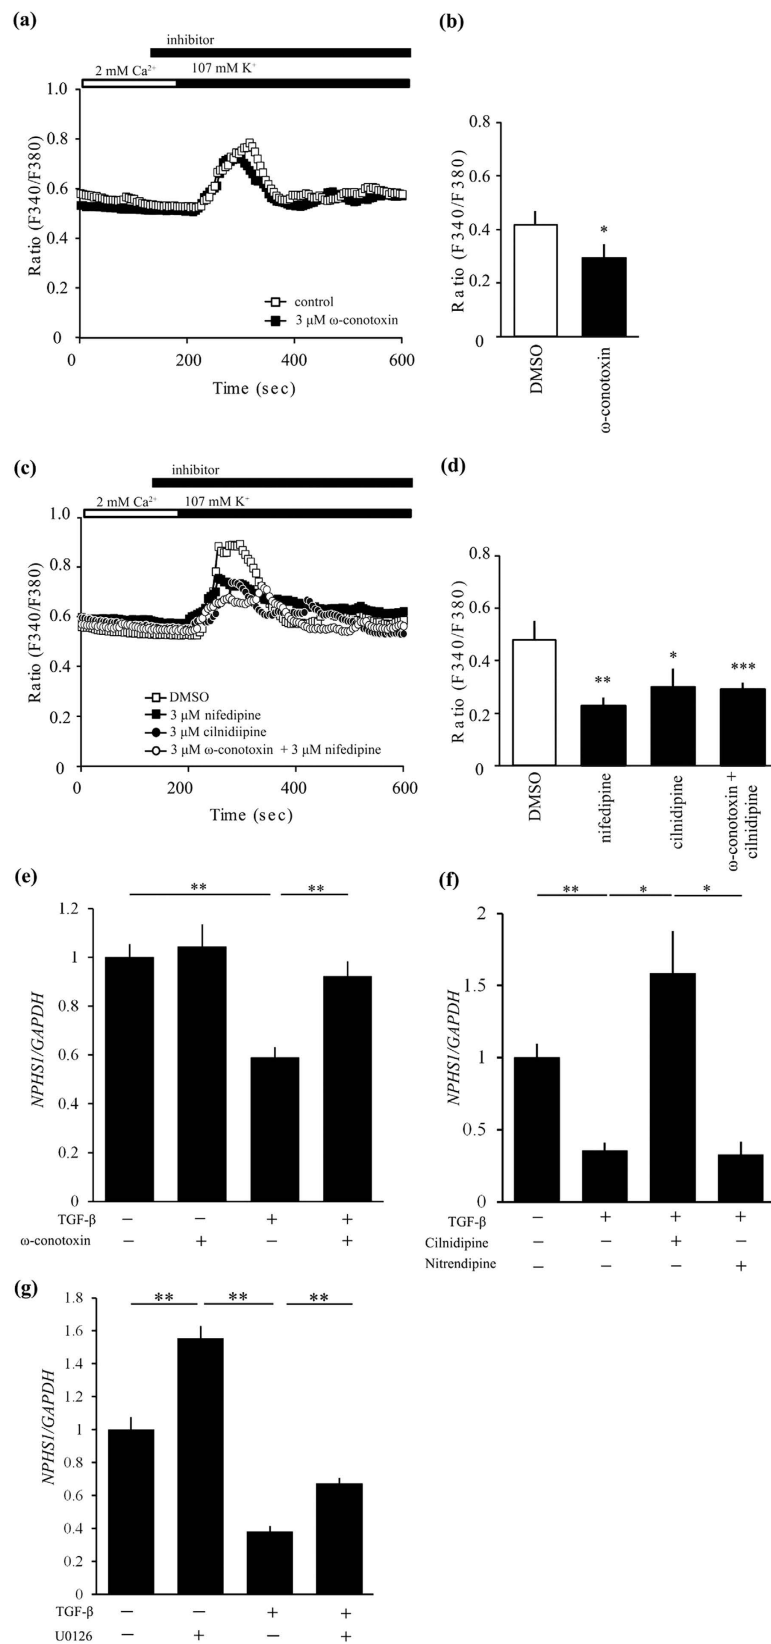 (a)
inhibitor
2 mM Ca²⁺
107 mM K⁺
1.0
0.8
0.6
0.4
0.2
0
Ratio (F340/F380)
control
3 μM ω-conotoxin
0
200
400
600
Time (sec)
(b)
0.8
0.6
0.4
0.2
0
Ratio (F340/F380)
*
DMSO
ω-conotoxin
(c)
inhibitor
2 mM Ca²⁺
107 mM K⁺
1.0
0.8
0.6
0.4
0.2
0
Ratio (F340/F380)
DMSO
3 μM nifedipine
3 μM cilnidiipine
3 μM ω-conotoxin + 3 μM nifedipine
0
200
400
600
Time (sec)
(d)
0.8
0.6
0.4
0.2
0
Ratio (F340/F380)
**
*
***
DMSO
nifedipine
cilnidipine
ω-conotoxin +
cilnidipine
(e)
** **
1.2
1
0.8
0.6
0.4
0.2
0
NPHS1/GAPDH
TGF-β − − + +
ω-conotoxin − + − +
(f)
** * *
2
1.5
1
0.5
0
NPHS1/GAPDH
TGF-β − + + +
Cilnidipine − − + −
Nitrendipine − − − +
(g)
** ** **
1.8
1.6
1.4
1.2
1
0.8
0.6
0.4
0.2
0
NPHS1/GAPDH
TGF-β − − + +
U0126 − + − +